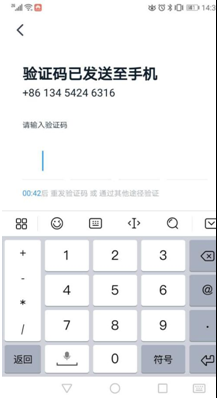 14:3
验证码已发送至手机
+86 134 5424 6316
请输入验证码
00:42后 重发验证码 或 通过其他途径验证
+ 1 2 3
- 4 5 6 @
* 7 8 9 .
/
返回 0 符号